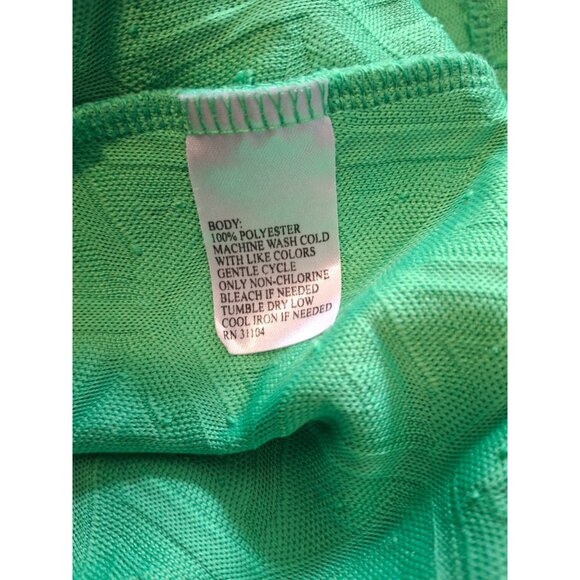 BODY:
100% POLYESTER
MACHINE WASH COLD
WITH LIKE COLORS
GENTLE CYCLE
ONLY NON-CHLORINE
BLEACH IF NEEDED
TUMBLE DRY LOW
COOL IRON IF NEEDED
RN 31104